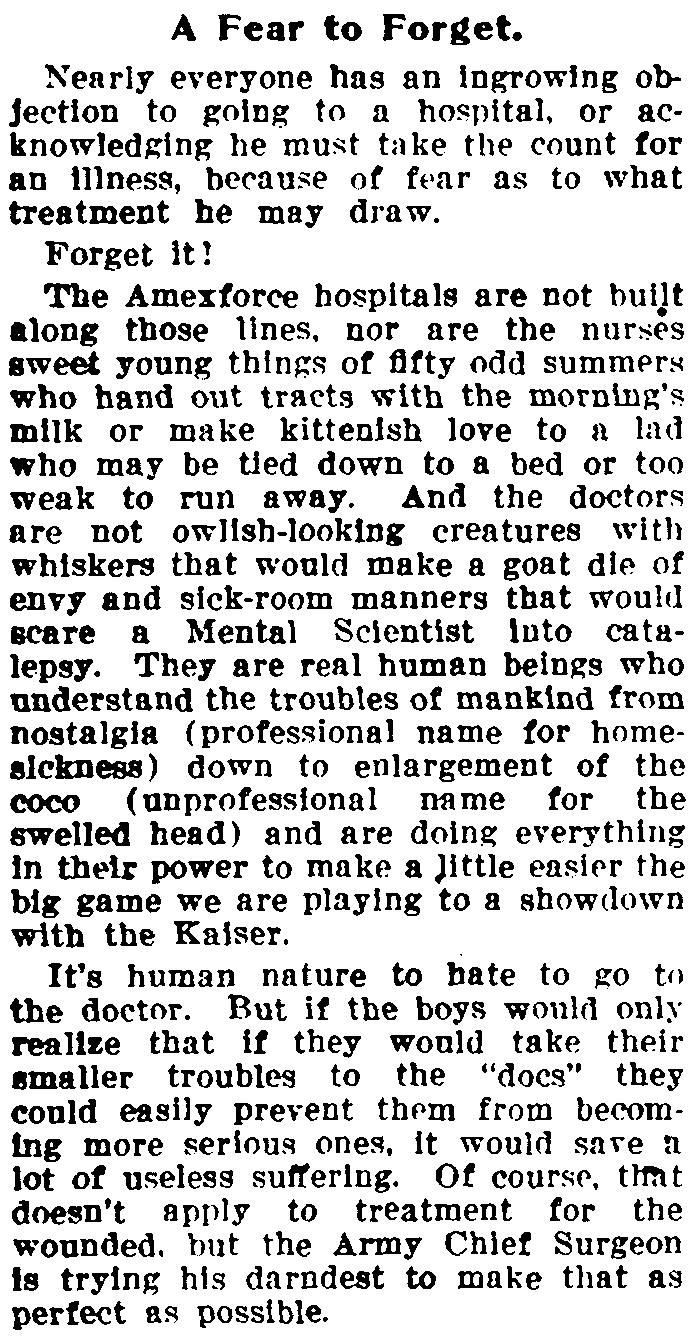 A Fear to Forget.
Nearly everyone has an ingrowing ob-
jection to going to a hospital, or ac-
knowledging he must take the count for
an illness, because of fear as to what
treatment he may draw.
Forget it!
The Amexforce hospitals are not built
along those lines, nor are the nurses
sweet young things of fifty odd summers
who hand out tracts with the morning's
milk or make kittenish love to a lad
who may be tied down to a bed or too
weak to run away. And the doctors
are not owlish-looking creatures with
whiskers that would make a goat die of
envy and sick-room manners that would
scare a Mental Scientist into cata-
lepsy. They are real human beings who
understand the troubles of mankind from
nostalgia (professional name for home-
sickness) down to enlargement of the
coco (unprofessional name for the
swelled head) and are doing everything
in their power to make a little easier the
big game we are playing to a showdown
with the Kaiser.
It's human nature to hate to go to
the doctor. But if the boys would only
realize that if they would take their
smaller troubles to the "docs" they
could easily prevent them from becom-
ing more serious ones, it would save a
lot of useless suffering. Of course, that
doesn't apply to treatment for the
wounded, but the Army Chief Surgeon
is trying his darndest to make that as
perfect as possible.